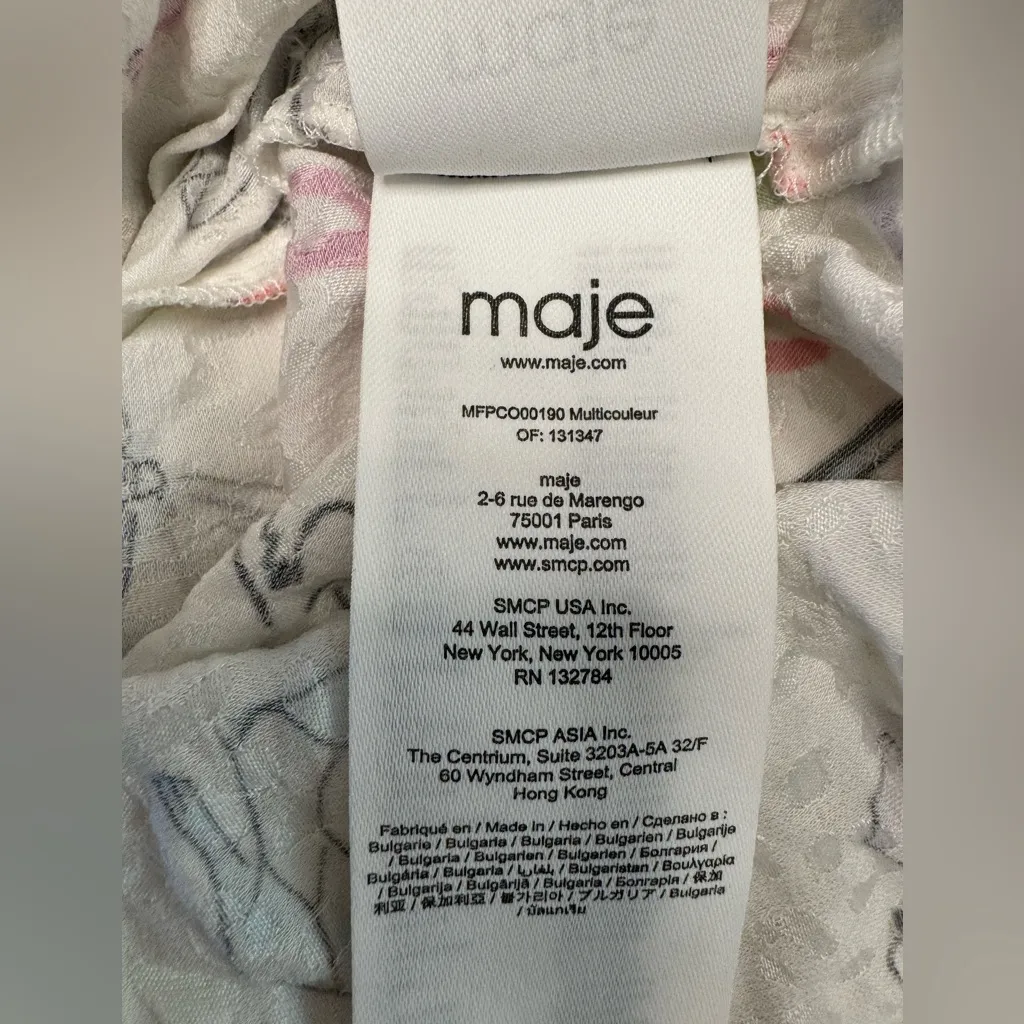 maje
www.maje.com
MFPCO00190 Multicouleur
OF: 131347
maje
2-6 rue de Marengo
75001 Paris
www.maje.com
www.smcp.com
SMCP USA Inc.
44 Wall Street, 12th Floor
New York, New York 10005
RN 132784
SMCP ASIA Inc.
The Centrium, Suite 3203A-5A 32/F
60 Wyndham Street, Central
Hong Kong
Fabriqué en / Made in / Hecho en / Сделано в :
Bulgarie / Bulgaria / Bulgaria / Bulgarien / Bulgarije
/ Bulgaria / Bulgarien / Bulgarien / Болгария /
Bulgária / Bulgaria / بلغاريا / Bulgaristan / Βουλγαρία
/ Bulgarija / Bulgārijā / Bulgaria / Болгарія / 保加
利亚 / 保加利亞 / 불가리아 / ブルガリア / Bulgaria
/ บัลแกเรีย